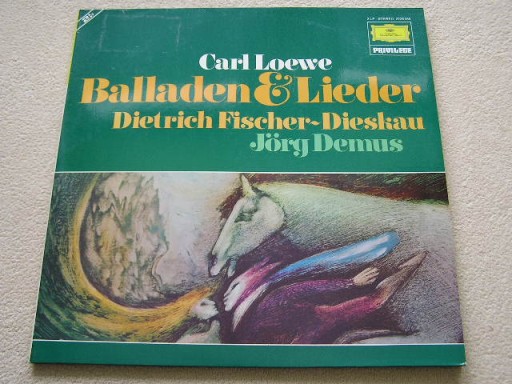 Carl Loewe
Balladen & Lieder
Dietrich Fischer-Dieskau
Jörg Demus
PRIVILEGE